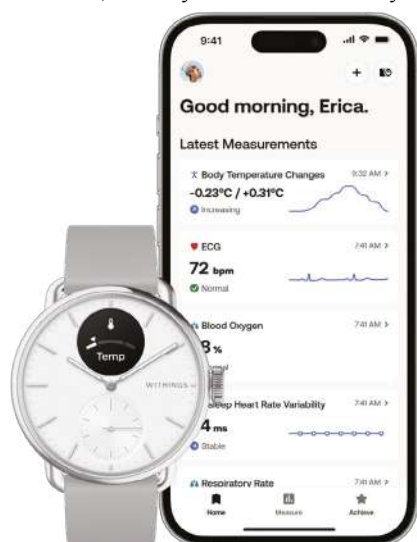 9:41
Good morning, Erica.
Latest Measurements
Body Temperature Changes 9:32 AM >
-0.23°C / +0.31°C
Increasing
ECG 7:41 AM >
72 bpm
Normal
Blood Oxygen 7:41 AM >
%
Heart Rate Variability 7:41 AM >
ms
Stable
Respiratory Rate 7:41 AM >
Home Measure Achieve
Temp
WITHINGS